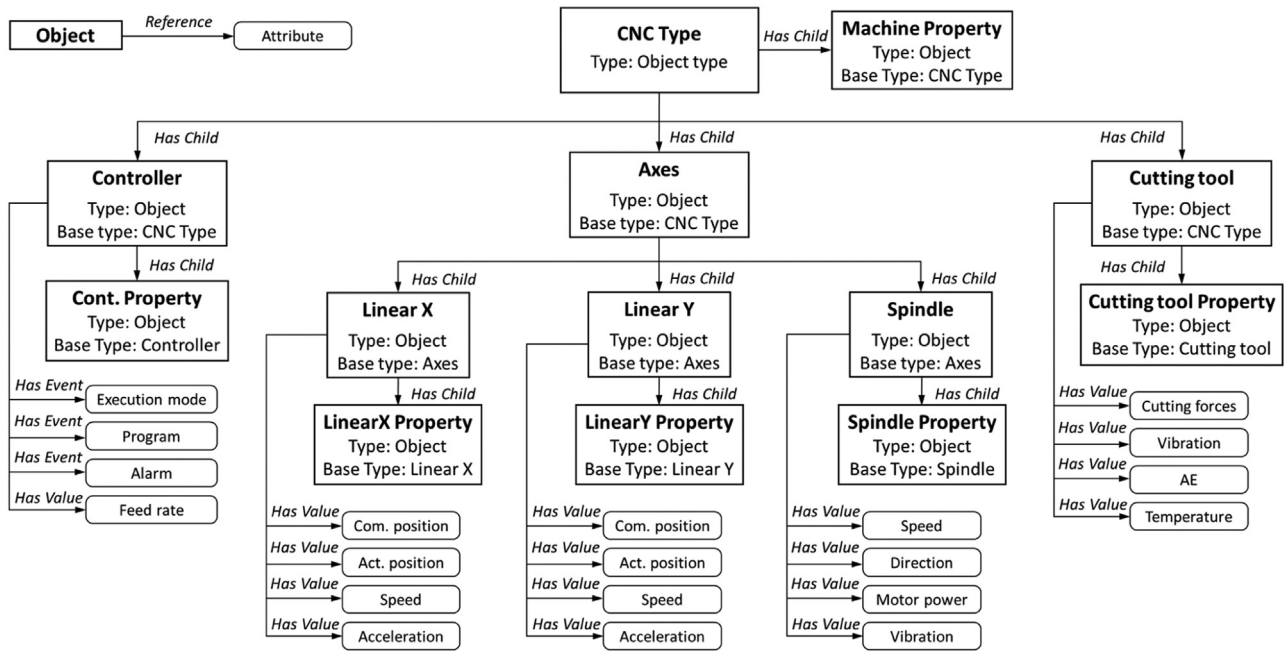 Object
Reference
Attribute
CNC Type
Type: Object type
Has Child
Machine Property
Type: Object
Base Type: CNC Type
Has Child
Has Child
Has Child
Controller
Type: Object
Base type: CNC Type
Has Child
Cont. Property
Type: Object
Base Type: Controller
Has Event
Execution mode
Has Event
Program
Has Event
Alarm
Has Value
Feed rate
Axes
Type: Object
Base type: CNC Type
Has Child
Has Child
Has Child
Linear X
Type: Object
Base type: Axes
Has Child
LinearX Property
Type: Object
Base Type: Linear X
Has Value
Com. position
Has Value
Act. position
Has Value
Speed
Has Value
Acceleration
Linear Y
Type: Object
Base type: Axes
Has Child
LinearY Property
Type: Object
Base Type: Linear Y
Has Value
Com. position
Has Value
Act. position
Has Value
Speed
Has Value
Acceleration
Spindle
Type: Object
Base type: Axes
Has Child
Spindle Property
Type: Object
Base Type: Spindle
Has Value
Speed
Has Value
Direction
Has Value
Motor power
Has Value
Vibration
Cutting tool
Type: Object
Base type: CNC Type
Has Child
Cutting tool Property
Type: Object
Base Type: Cutting tool
Has Value
Cutting forces
Has Value
Vibration
Has Value
AE
Has Value
Temperature